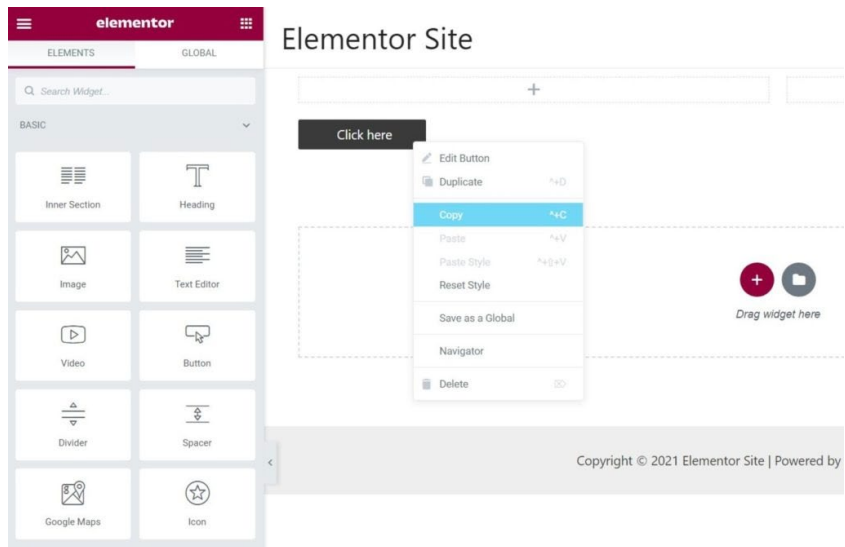 elementor
ELEMENTS GLOBAL
Search Widget...
BASIC
Inner Section Heading
Image Text Editor
Video Button
Divider Spacer
Google Maps Icon
Elementor Site
Click here
Edit Button
Duplicate ^+D
Copy ^+C
Paste ^+V
Paste Style ^+⇧+V
Reset Style
Save as a Global
Navigator
Delete ⌦
Drag widget here
Copyright © 2021 Elementor Site | Powered by